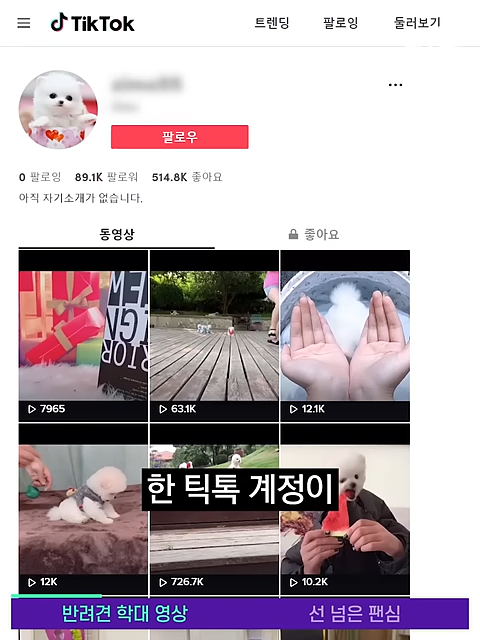 TikTok
트렌딩 팔로잉 둘러보기
팔로우
0 팔로잉 89.1K 팔로워 514.8K 좋아요
아직 자기소개가 없습니다.
동영상 좋아요
7965 63.1K 12.1K
한 틱톡 계정이
12K 726.7K 10.2K
반려견 학대 영상 선 넘은 팬심